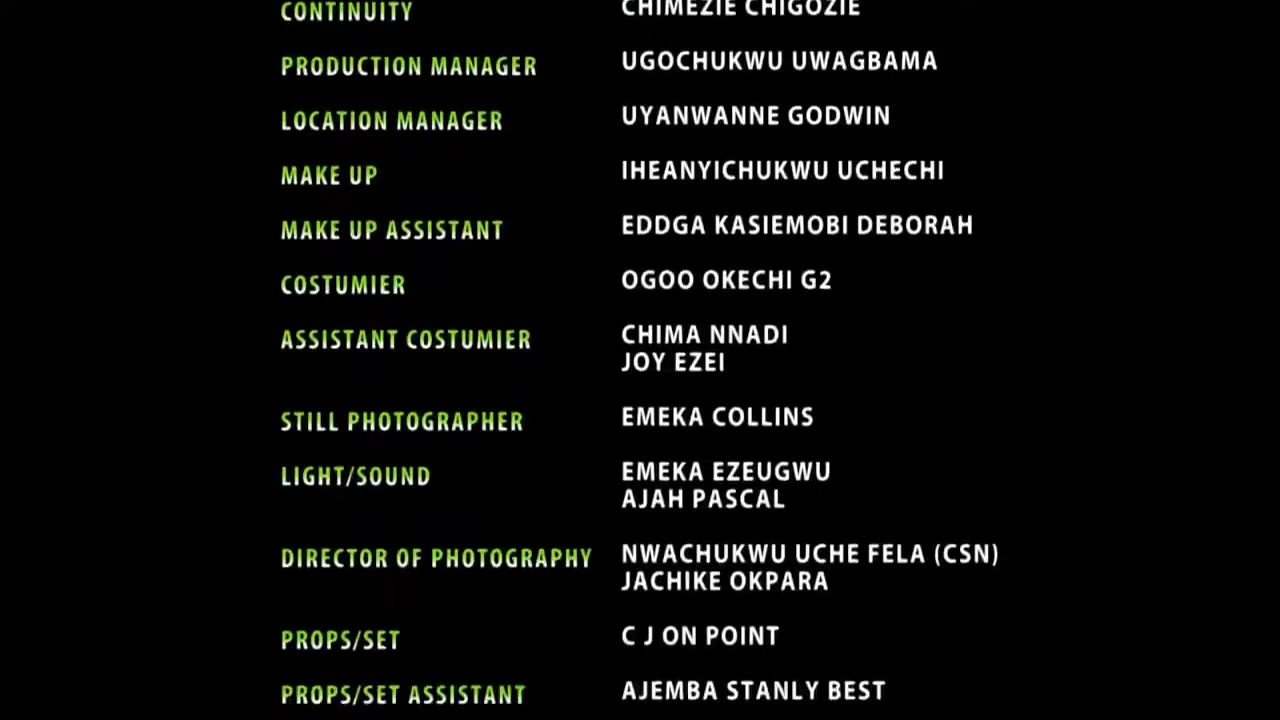 CONTINUITY CHIMEZIE CHIGOZIE
PRODUCTION MANAGER UGOCHUKWU UWAGBAMA
LOCATION MANAGER UYANWANNE GODWIN
MAKE UP IHEANYICHUKWU UCHECHI
MAKE UP ASSISTANT EDDGA KASIEMOBI DEBORAH
COSTUMIER OGOO OKECHI G2
ASSISTANT COSTUMIER CHIMA NNADI
JOY EZEI
STILL PHOTOGRAPHER EMEKA COLLINS
LIGHT/SOUND EMEKA EZEUGWU
AJAH PASCAL
DIRECTOR OF PHOTOGRAPHY NWACHUKWU UCHE FELA (CSN)
JACHIKE OKPARA
PROPS/SET C J ON POINT
PROPS/SET ASSISTANT AJEMBA STANLY BEST